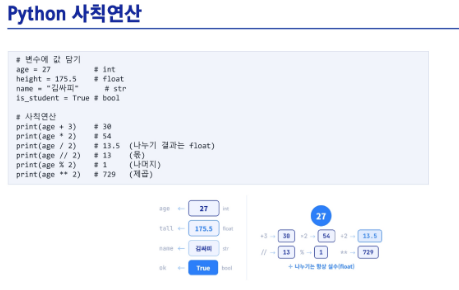 Python 사칙연산
# 변수에 값 담기
age = 27 # int
height = 175.5 # float
name = "김싸피" # str
is_student = True # bool
# 사칙연산
print(age + 3) # 30
print(age * 2) # 54
print(age / 2) # 13.5 (나누기 결과는 float)
print(age // 2) # 13 (몫)
print(age % 2) # 1 (나머지)
print(age ** 2) # 729 (제곱)
age ← 27 int
tall ← 175.5 float
name ← 김싸피 str
ok ← True bool
27
+3 → 30 ×2 → 54 ÷2 → 13.5
// → 13 % → 1 ** → 729
나누기는 항상 실수(float)